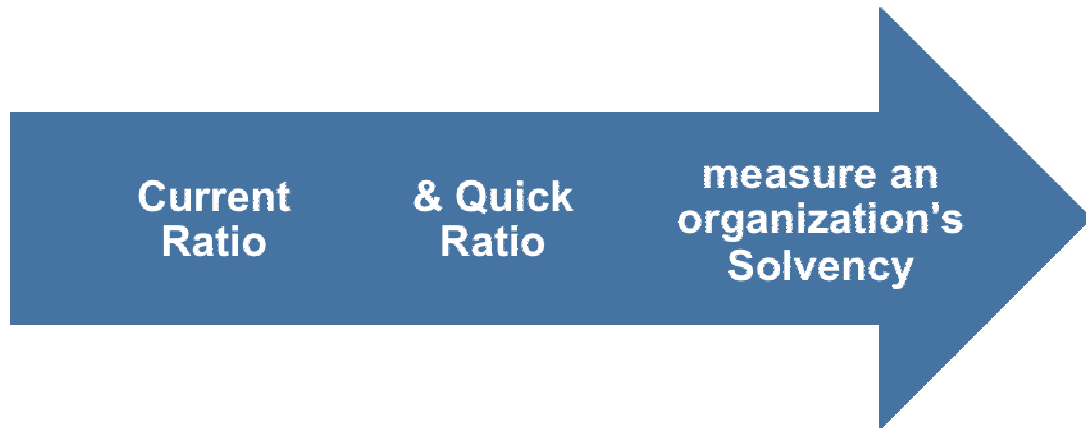 Current
Ratio
& Quick
Ratio
measure an
organization’s
Solvency